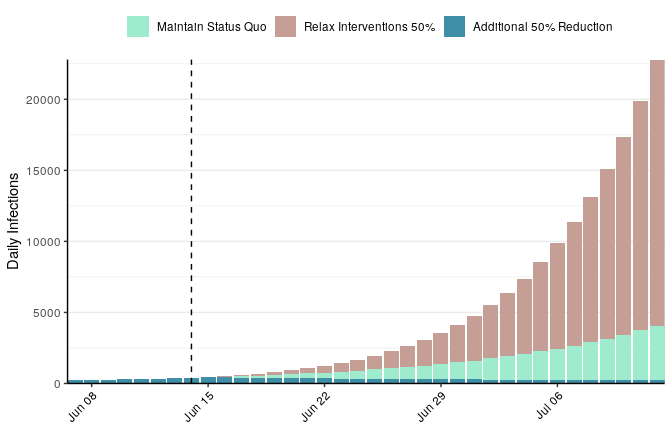 Maintain Status Quo Relax Interventions 50% Additional 50% Reduction
Daily Infections
20000
15000
10000
5000
0
Jun 08 Jun 15 Jun 22 Jun 29 Jul 06